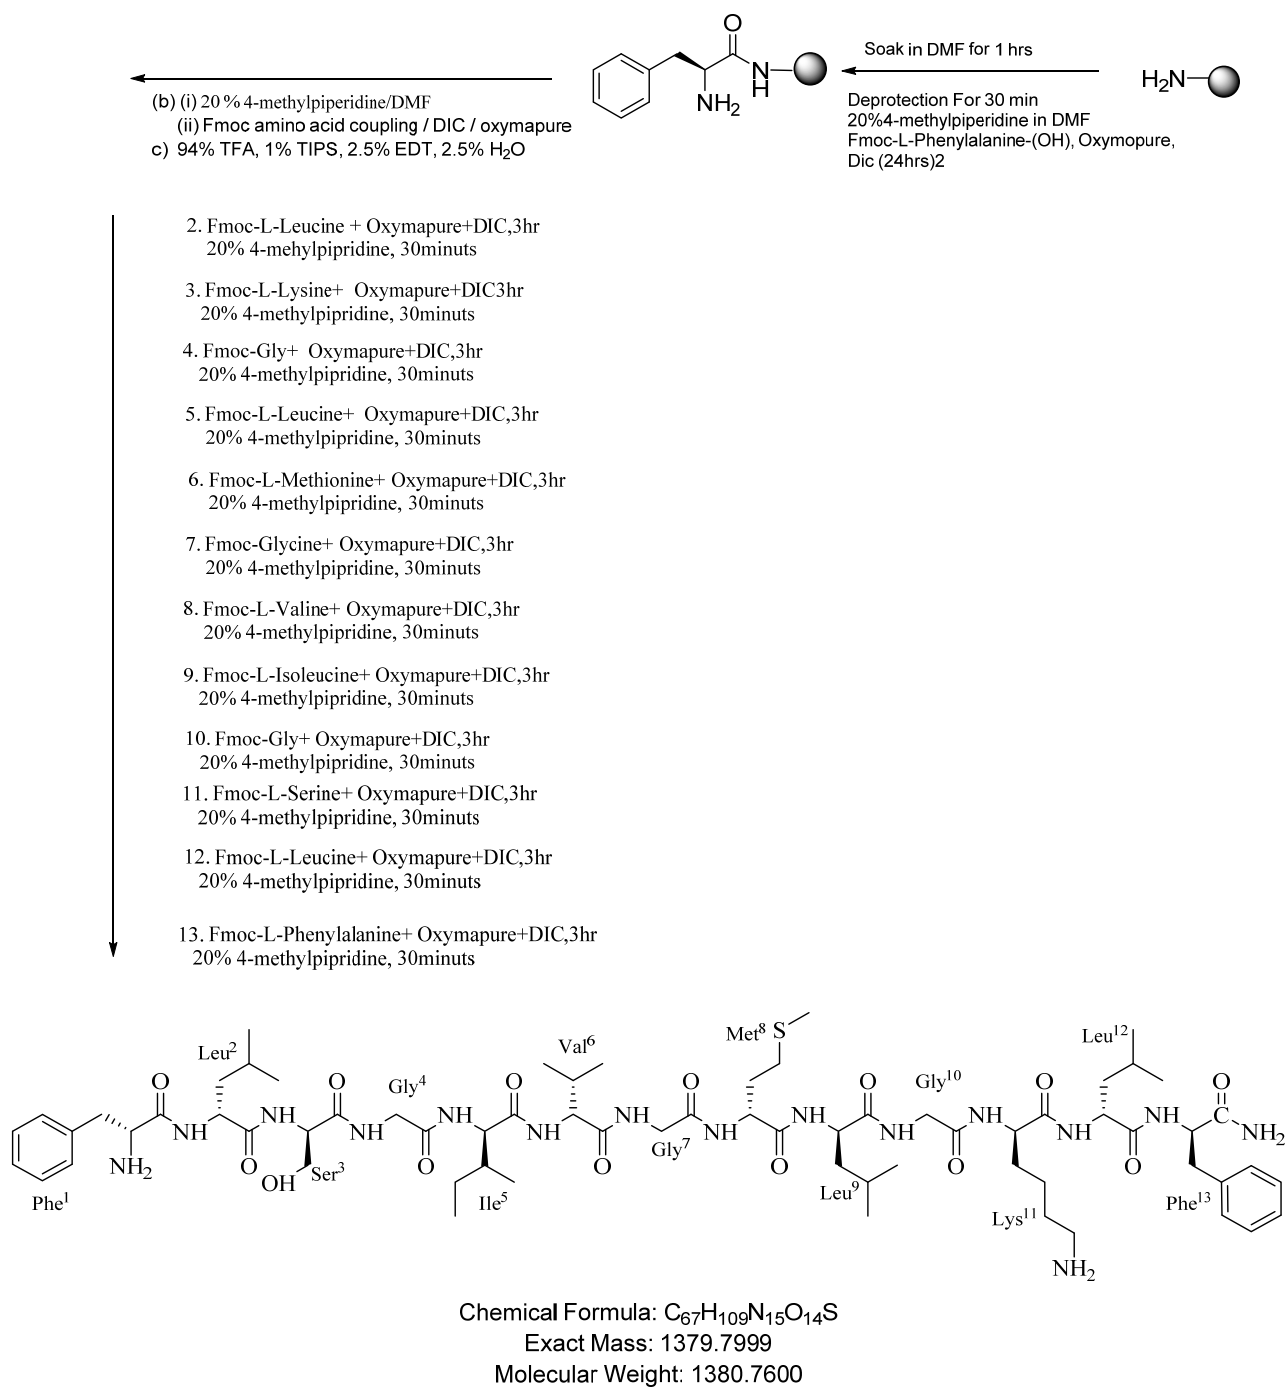 Soak in DMF for 1 hrs
H₂N
Deprotection For 30 min
20%4-methylpiperidine in DMF
Fmoc-L-Phenylalanine-(OH), Oxymopure,
Dic (24hrs)2
O
N
H
NH₂
(b) (i) 20 % 4-methylpiperidine/DMF
(ii) Fmoc amino acid coupling / DIC / oxymapure
c) 94% TFA, 1% TIPS, 2.5% EDT, 2.5% H₂O
2. Fmoc-L-Leucine + Oxymapure+DIC,3hr
20% 4-mehylpipridine, 30minuts
3. Fmoc-L-Lysine+ Oxymapure+DIC3hr
20% 4-methylpipridine, 30minuts
4. Fmoc-Gly+ Oxymapure+DIC,3hr
20% 4-methylpipridine, 30minuts
5. Fmoc-L-Leucine+ Oxymapure+DIC,3hr
20% 4-methylpipridine, 30minuts
6. Fmoc-L-Methionine+ Oxymapure+DIC,3hr
20% 4-methylpipridine, 30minuts
7. Fmoc-Glycine+ Oxymapure+DIC,3hr
20% 4-methylpipridine, 30minuts
8. Fmoc-L-Valine+ Oxymapure+DIC,3hr
20% 4-methylpipridine, 30minuts
9. Fmoc-L-Isoleucine+ Oxymapure+DIC,3hr
20% 4-methylpipridine, 30minuts
10. Fmoc-Gly+ Oxymapure+DIC,3hr
20% 4-methylpipridine, 30minuts
11. Fmoc-L-Serine+ Oxymapure+DIC,3hr
20% 4-methylpipridine, 30minuts
12. Fmoc-L-Leucine+ Oxymapure+DIC,3hr
20% 4-methylpipridine, 30minuts
13. Fmoc-L-Phenylalanine+ Oxymapure+DIC,3hr
20% 4-methylpipridine, 30minuts
Met⁸ S
Leu² Val⁶ Leu¹²
O O Gly⁴ O O O Gly¹⁰ O O
NH NH NH NH NH NH
NH NH NH NH NH NH NH₂
NH₂ O OH Ser³ O O Gly⁷ O O O
Phe¹ Ile⁵ Leu⁹ Lys¹¹ Phe¹³
NH₂
Chemical Formula: C₆₇H₁₀₉N₁₅O₁₄S
Exact Mass: 1379.7999
Molecular Weight: 1380.7600